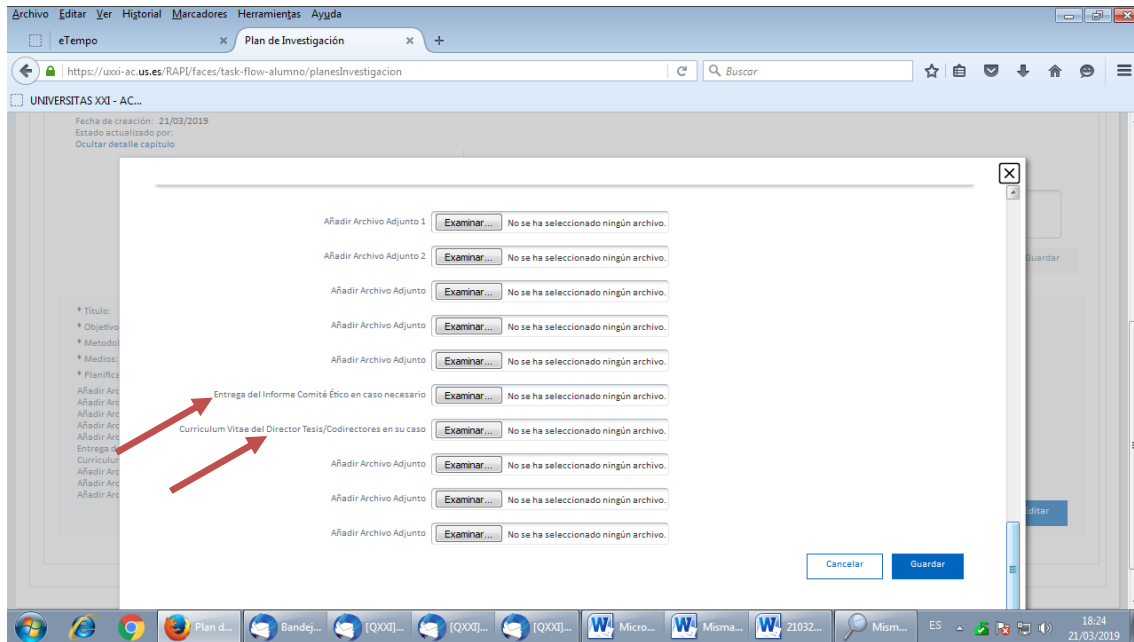 Archivo Editar Ver Historial Marcadores Herramientas Ayuda
eTempo × Plan de Investigación × +
https://uxxi-ac.us.es/RAPI/faces/task-flow-alumno/planesInvestigacion Buscar
UNIVERSITAS XXI - AC...
Fecha de creación: 21/03/2019
Estado actualizado por:
Ocultar detalle capítulo
Añadir Archivo Adjunto 1 Examinar... No se ha seleccionado ningún archivo.
Añadir Archivo Adjunto 2 Examinar... No se ha seleccionado ningún archivo.
Guardar
Añadir Archivo Adjunto Examinar... No se ha seleccionado ningún archivo.
* Título:
Añadir Archivo Adjunto Examinar... No se ha seleccionado ningún archivo.
* Objetivo
* Metodol
Añadir Archivo Adjunto Examinar... No se ha seleccionado ningún archivo.
* Medios:
* Planifica
Añadir Arc
Entrega del Informe Comité Ético en caso necesario Examinar... No se ha seleccionado ningún archivo.
Añadir Arc
Añadir Arc
Añadir Arc
Curriculum Vitae del Director Tesis/Codirectores en su caso Examinar... No se ha seleccionado ningún archivo.
Añadir Arc
Entrega d
Curriculur
Añadir Archivo Adjunto Examinar... No se ha seleccionado ningún archivo.
Añadir Arc
Añadir Arc
Añadir Arc
Añadir Archivo Adjunto Examinar... No se ha seleccionado ningún archivo.
Editar
Añadir Archivo Adjunto Examinar... No se ha seleccionado ningún archivo.
Cancelar Guardar
Plan d... Bandej... [QXXI]... [QXXI]... [QXXI]... Micro... Misma... 21032... Mism... ES 18:24
21/03/2019